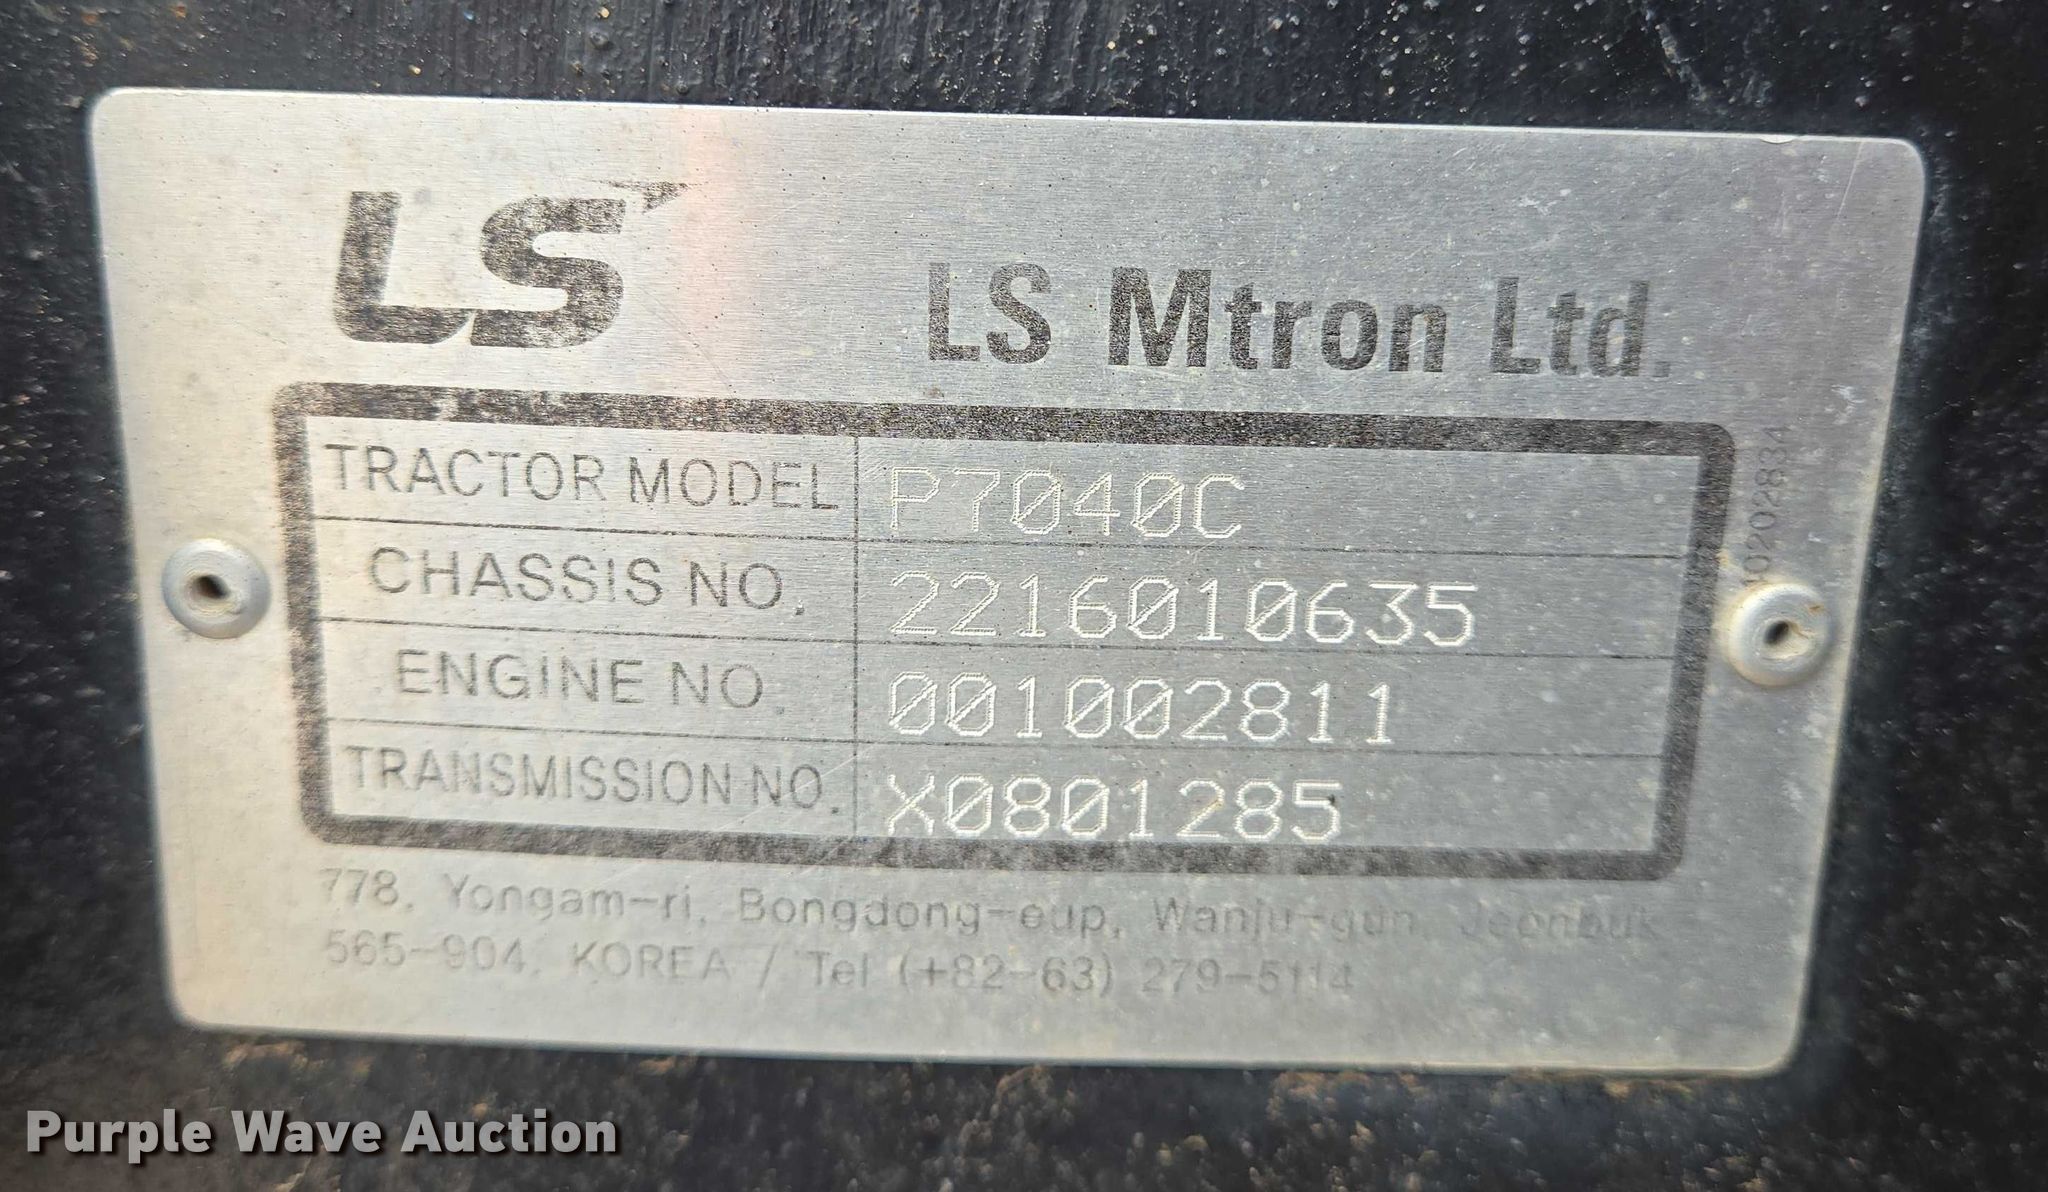 LS
LS Mtron Ltd.
TRACTOR MODEL P7040C
CHASSIS NO. 2216010635
ENGINE NO. 001002811
TRANSMISSION NO. X0801285
778, Yongam-ri, Bongdong-eup, Wanju-gun, Jeonbuk
565-904, KOREA / Tel (+82-63) 279-5114
Purple Wave Auction